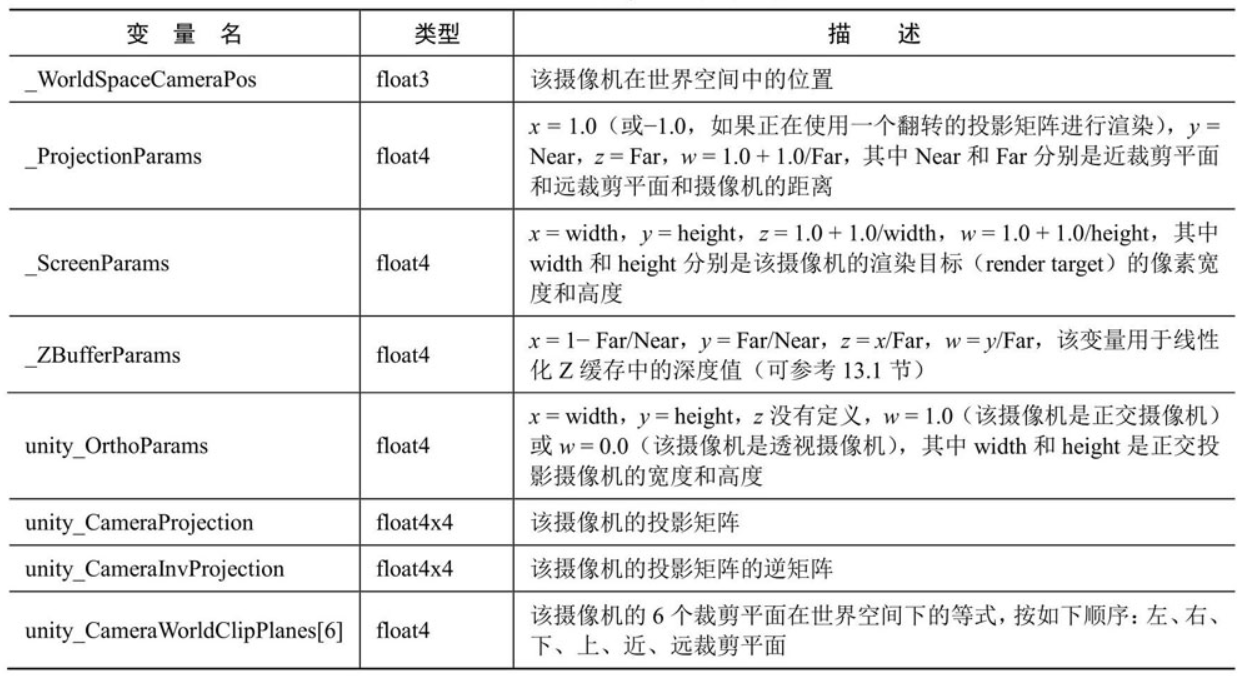 变 量 名 类型 描 述
_WorldSpaceCameraPos float3 该摄像机在世界空间中的位置
x = 1.0（或−1.0，如果正在使用一个翻转的投影矩阵进行渲染），y =
_ProjectionParams float4 Near，z = Far，w = 1.0 + 1.0/Far，其中 Near 和 Far 分别是近裁剪平面
和远裁剪平面和摄像机的距离
x = width，y = height，z = 1.0 + 1.0/width，w = 1.0 + 1.0/height，其中
_ScreenParams float4 width 和 height 分别是该摄像机的渲染目标（render target）的像素宽
度和高度
x = 1− Far/Near，y = Far/Near，z = x/Far，w = y/Far，该变量用于线性
_ZBufferParams float4
化 Z 缓存中的深度值（可参考 13.1 节）
x = width，y = height，z 没有定义，w = 1.0（该摄像机是正交摄像机）
unity_OrthoParams float4 或 w = 0.0（该摄像机是透视摄像机），其中 width 和 height 是正交投
影摄像机的宽度和高度
unity_CameraProjection float4x4 该摄像机的投影矩阵
unity_CameraInvProjection float4x4 该摄像机的投影矩阵的逆矩阵
该摄像机的 6 个裁剪平面在世界空间下的等式，按如下顺序：左、右、
unity_CameraWorldClipPlanes[6] float4
下、上、近、远裁剪平面